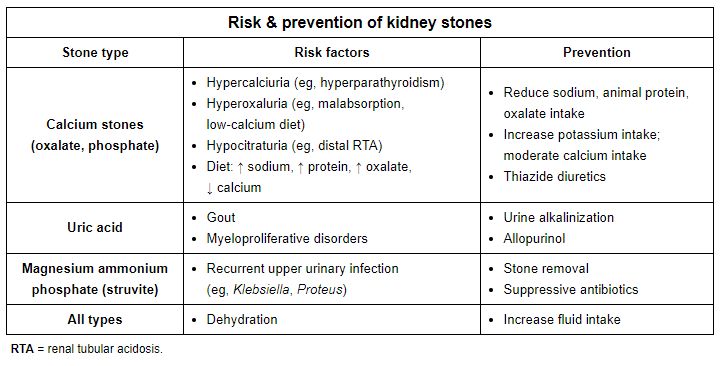 Risk & prevention of kidney stones
Stone type
Risk factors
Prevention
Calcium stones
(oxalate, phosphate)
• Hypercalciuria (eg, hyperparathyroidism)
• Hyperoxaluria (eg, malabsorption,
low-calcium diet)
• Hypocitraturia (eg, distal RTA)
• Diet: ↑ sodium, ↑ protein, ↑ oxalate,
↓ calcium
• Reduce sodium, animal protein,
oxalate intake
• Increase potassium intake;
moderate calcium intake
• Thiazide diuretics
Uric acid
• Gout
• Myeloproliferative disorders
• Urine alkalinization
• Allopurinol
Magnesium ammonium
phosphate (struvite)
• Recurrent upper urinary infection
(eg, Klebsiella, Proteus)
• Stone removal
• Suppressive antibiotics
All types
• Dehydration
• Increase fluid intake
RTA = renal tubular acidosis.